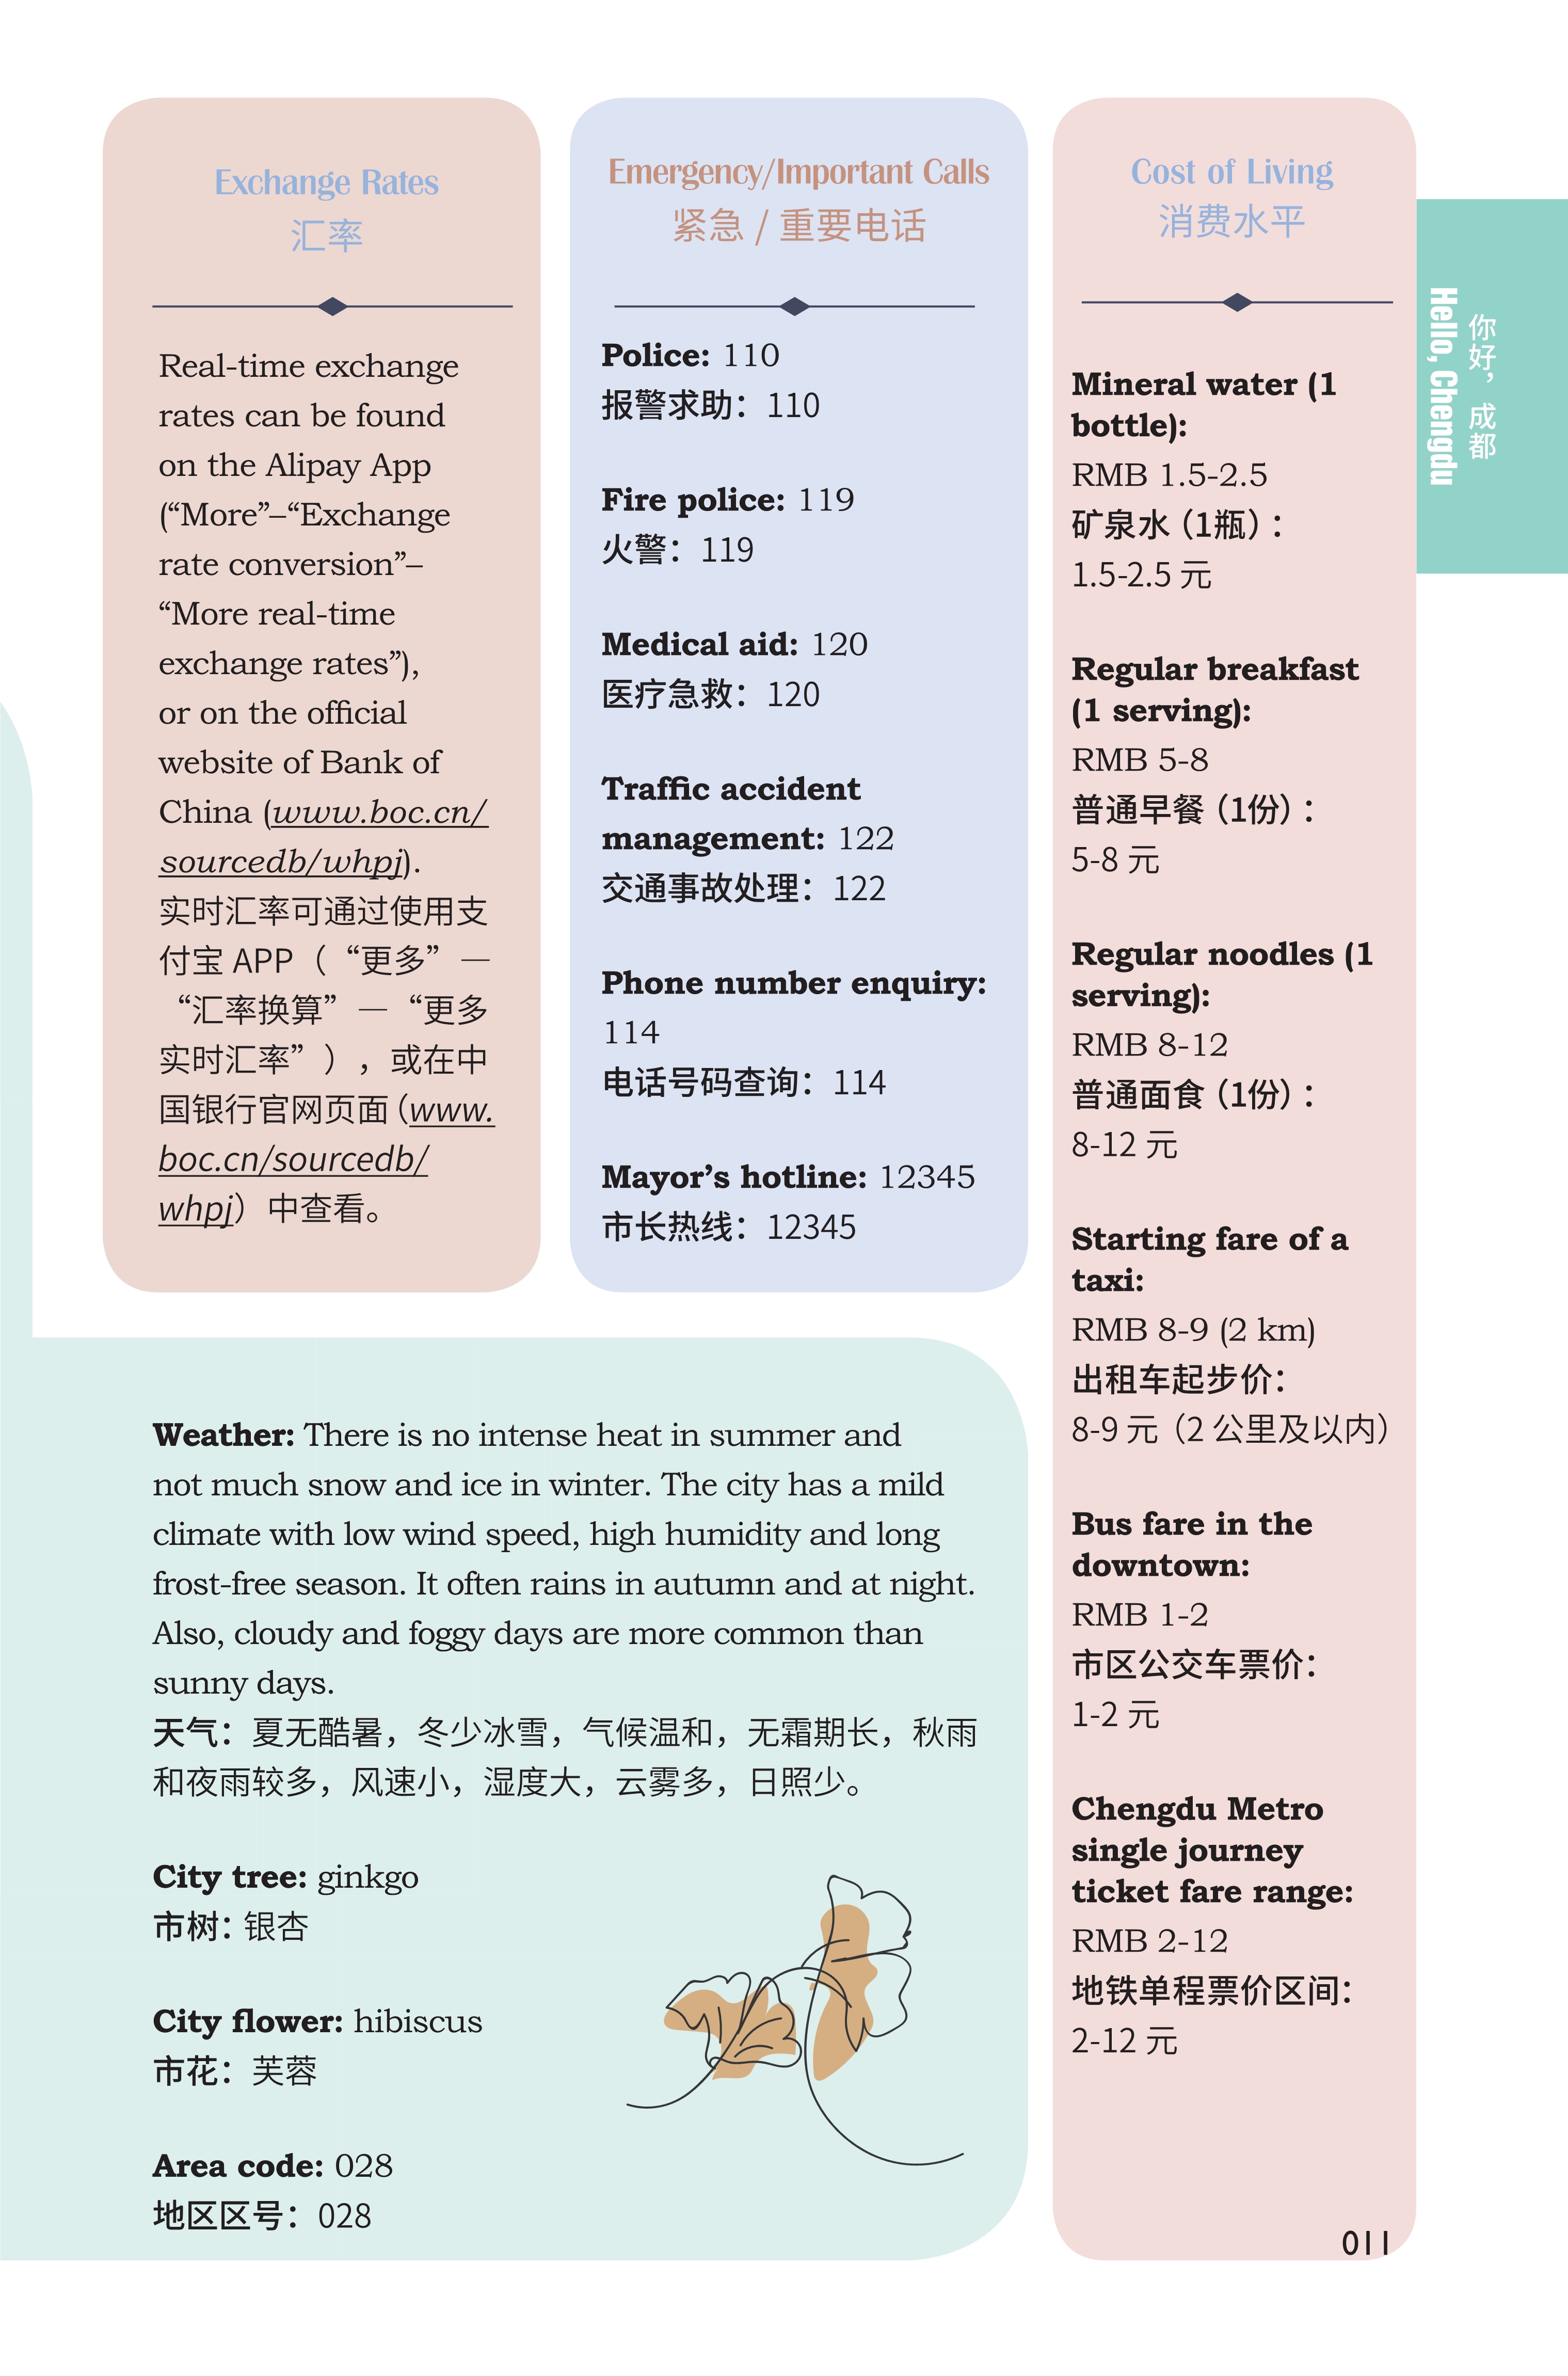 Exchange Rates
汇率
Real-time exchange
rates can be found
on the Alipay App
(“More”–“Exchange
rate conversion”–
“More real-time
exchange rates”),
or on the official
website of Bank of
China (www.boc.cn/
sourcedb/whpj).
实时汇率可通过使用支
付宝 APP（“更多”—
“汇率换算”—“更多
实时汇率”），或在中
国银行官网页面（www.
boc.cn/sourcedb/
whpj）中查看。
Emergency/Important Calls
紧急 / 重要电话
Police: 110
报警求助：110
Fire police: 119
火警：119
Medical aid: 120
医疗急救：120
Traffic accident
management: 122
交通事故处理：122
Phone number enquiry:
114
电话号码查询：114
Mayor’s hotline: 12345
市长热线：12345
Cost of Living
消费水平
Mineral water (1
bottle):
RMB 1.5-2.5
矿泉水（1瓶）：
1.5-2.5 元
Regular breakfast
(1 serving):
RMB 5-8
普通早餐（1份）：
5-8 元
Regular noodles (1
serving):
RMB 8-12
普通面食（1份）：
8-12 元
Starting fare of a
taxi:
RMB 8-9 (2 km)
出租车起步价：
8-9 元（2 公里及以内）
Bus fare in the
downtown:
RMB 1-2
市区公交车票价：
1-2 元
Chengdu Metro
single journey
ticket fare range:
RMB 2-12
地铁单程票价区间：
2-12 元
你好，成都
Hello, Chengdu
Weather: There is no intense heat in summer and
not much snow and ice in winter. The city has a mild
climate with low wind speed, high humidity and long
frost-free season. It often rains in autumn and at night.
Also, cloudy and foggy days are more common than
sunny days.
天气：夏无酷暑，冬少冰雪，气候温和，无霜期长，秋雨
和夜雨较多，风速小，湿度大，云雾多，日照少。
City tree: ginkgo
市树：银杏
City flower: hibiscus
市花：芙蓉
Area code: 028
地区区号：028
011